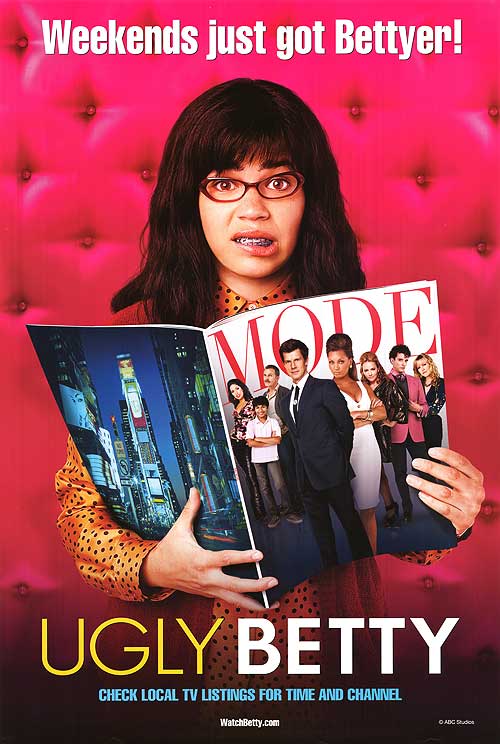 Weekends just got Bettyer!
MODE
UGLY BETTY
CHECK LOCAL TV LISTINGS FOR TIME AND CHANNEL
WatchBetty.com
© ABC Studios